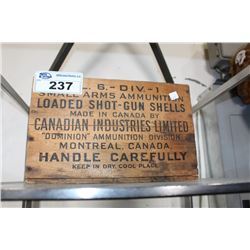 237
L. 6. - DIV. - 1
SMALL ARMS AMMUNITION
LOADED SHOT-GUN SHELLS
MADE IN CANADA BY
CANADIAN INDUSTRIES LIMITED
"DOMINION" AMMUNITION DIVISION
MONTREAL, CANADA
HANDLE CAREFULLY
KEEP IN DRY, COOL PLACE